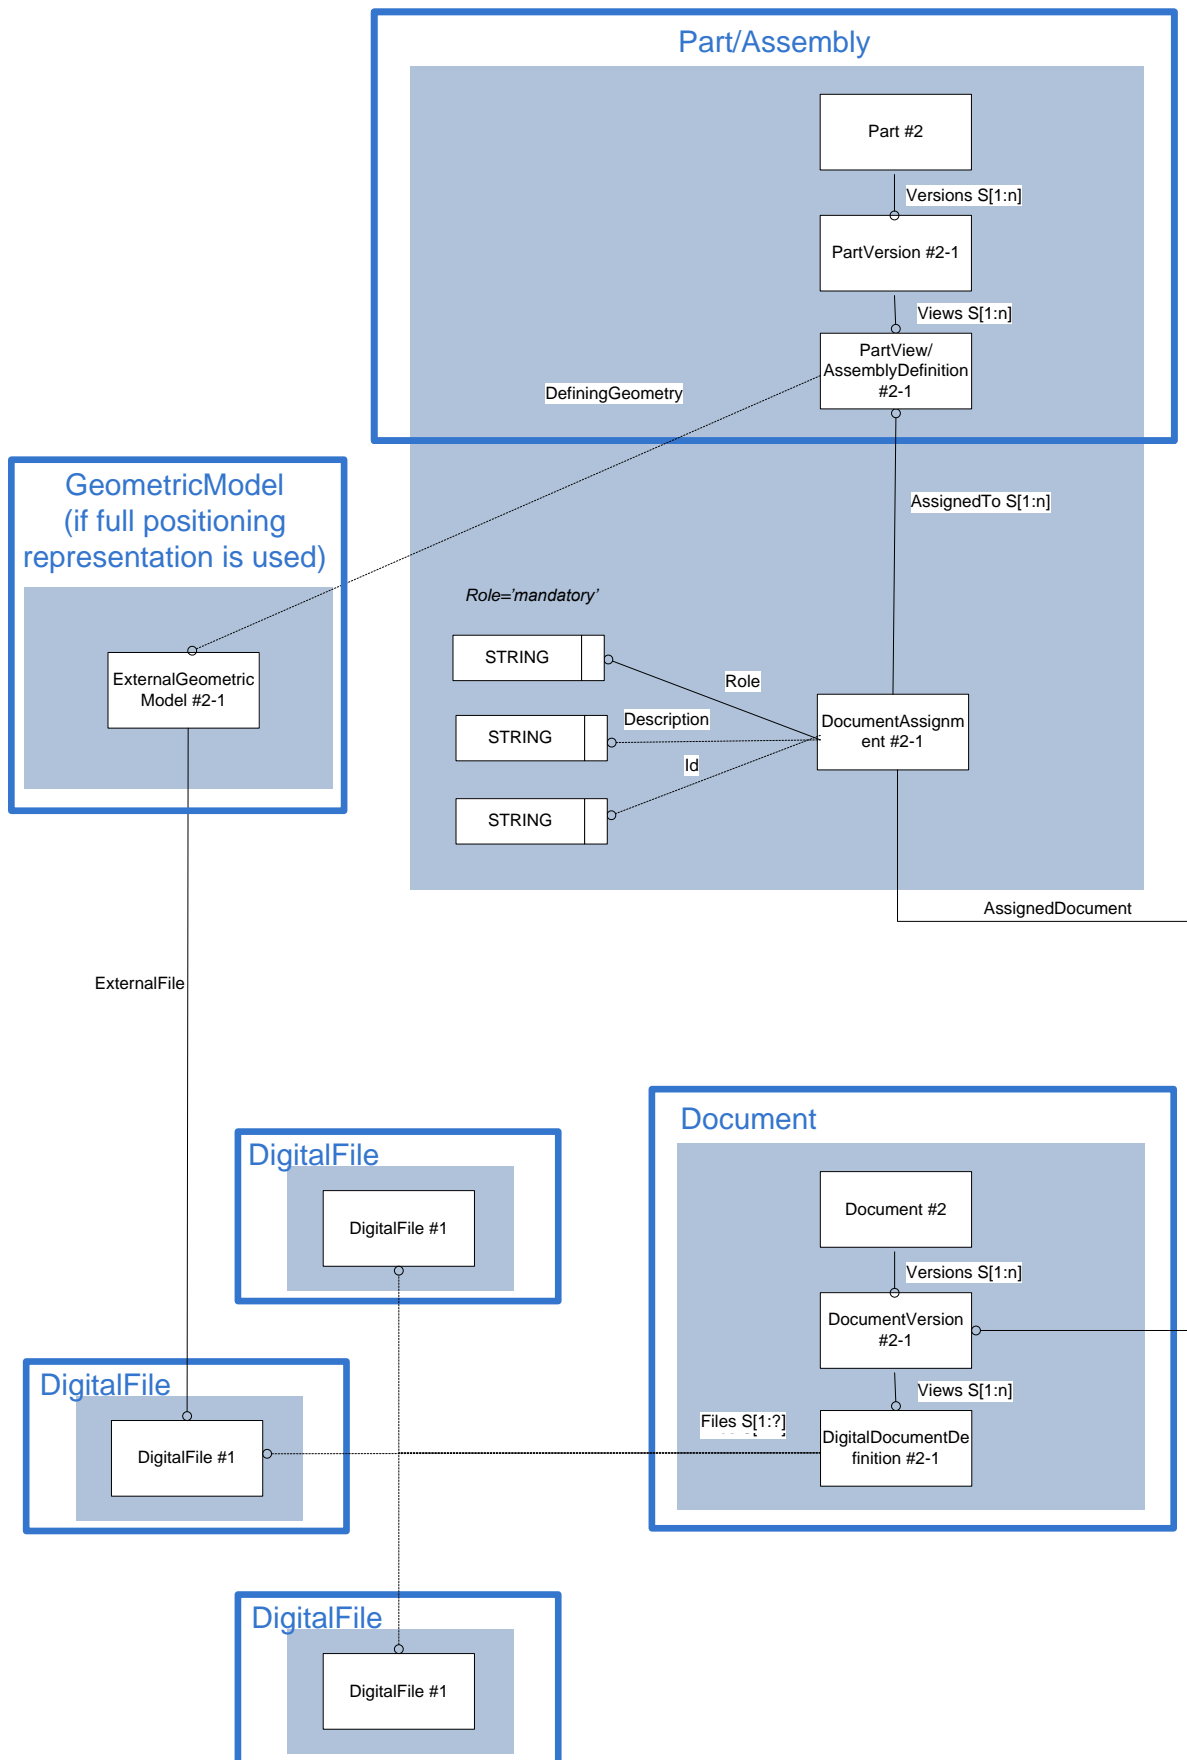 Part/Assembly
Part #2
Versions S[1:n]
PartVersion #2-1
Views S[1:n]
PartView/
AssemblyDefinition
#2-1
DefiningGeometry
GeometricModel
(if full positioning
representation is used)
AssignedTo S[1:n]
Role='mandatory'
STRING
Role
ExternalGeometric
Model #2-1
STRING
Description
DocumentAssignm
ent #2-1
Id
STRING
AssignedDocument
ExternalFile
Document
DigitalFile
DigitalFile #1
Document #2
Versions S[1:n]
DocumentVersion
#2-1
DigitalFile
Views S[1:n]
Files S[1:?]
DigitalFile #1
DigitalDocumentDe
finition #2-1
DigitalFile
DigitalFile #1